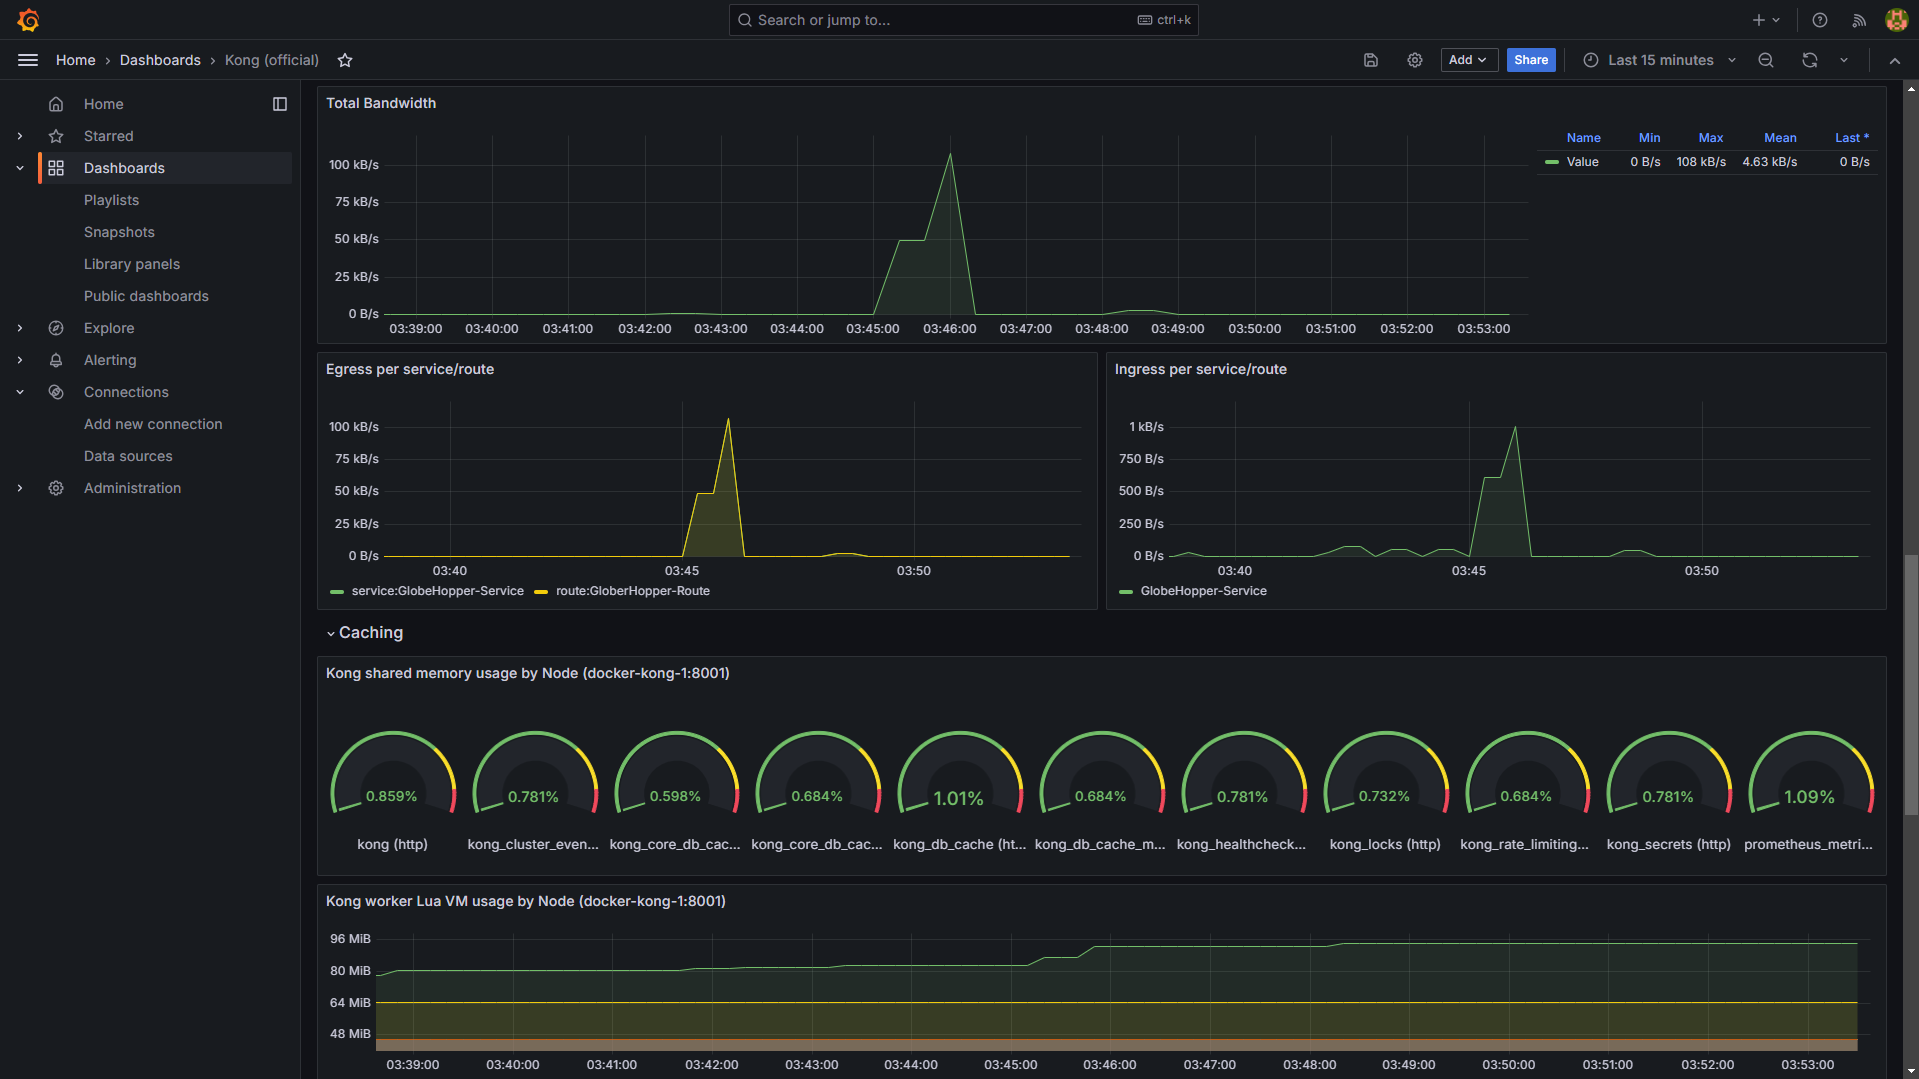 Search or jump to...
ctrl+k
Home › Dashboards › Kong (official)
Add
Share
Last 15 minutes
Home
Starred
Dashboards
Playlists
Snapshots
Library panels
Public dashboards
Explore
Alerting
Connections
Add new connection
Data sources
Administration
Total Bandwidth
100 kB/s
75 kB/s
50 kB/s
25 kB/s
0 B/s
03:39:00 03:40:00 03:41:00 03:42:00 03:43:00 03:44:00 03:45:00 03:46:00 03:47:00 03:48:00 03:49:00 03:50:00 03:51:00 03:52:00 03:53:00
Name Min Max Mean Last *
Value 0 B/s 108 kB/s 4.63 kB/s 0 B/s
Egress per service/route
100 kB/s
75 kB/s
50 kB/s
25 kB/s
0 B/s
03:40 03:45 03:50
service:GlobeHopper-Service route:GloberHopper-Route
Ingress per service/route
1 kB/s
750 B/s
500 B/s
250 B/s
0 B/s
03:40 03:45 03:50
GlobeHopper-Service
Caching
Kong shared memory usage by Node (docker-kong-1:8001)
0.859% 0.781% 0.598% 0.684% 1.01% 0.684% 0.781% 0.732% 0.684% 0.781% 1.09%
kong (http) kong_cluster_even... kong_core_db_cac... kong_core_db_cac... kong_db_cache (ht... kong_db_cache_m... kong_healthcheck... kong_locks (http) kong_rate_limiting... kong_secrets (http) prometheus_metri...
Kong worker Lua VM usage by Node (docker-kong-1:8001)
96 MiB
80 MiB
64 MiB
48 MiB
03:39:00 03:40:00 03:41:00 03:42:00 03:43:00 03:44:00 03:45:00 03:46:00 03:47:00 03:48:00 03:49:00 03:50:00 03:51:00 03:52:00 03:53:00